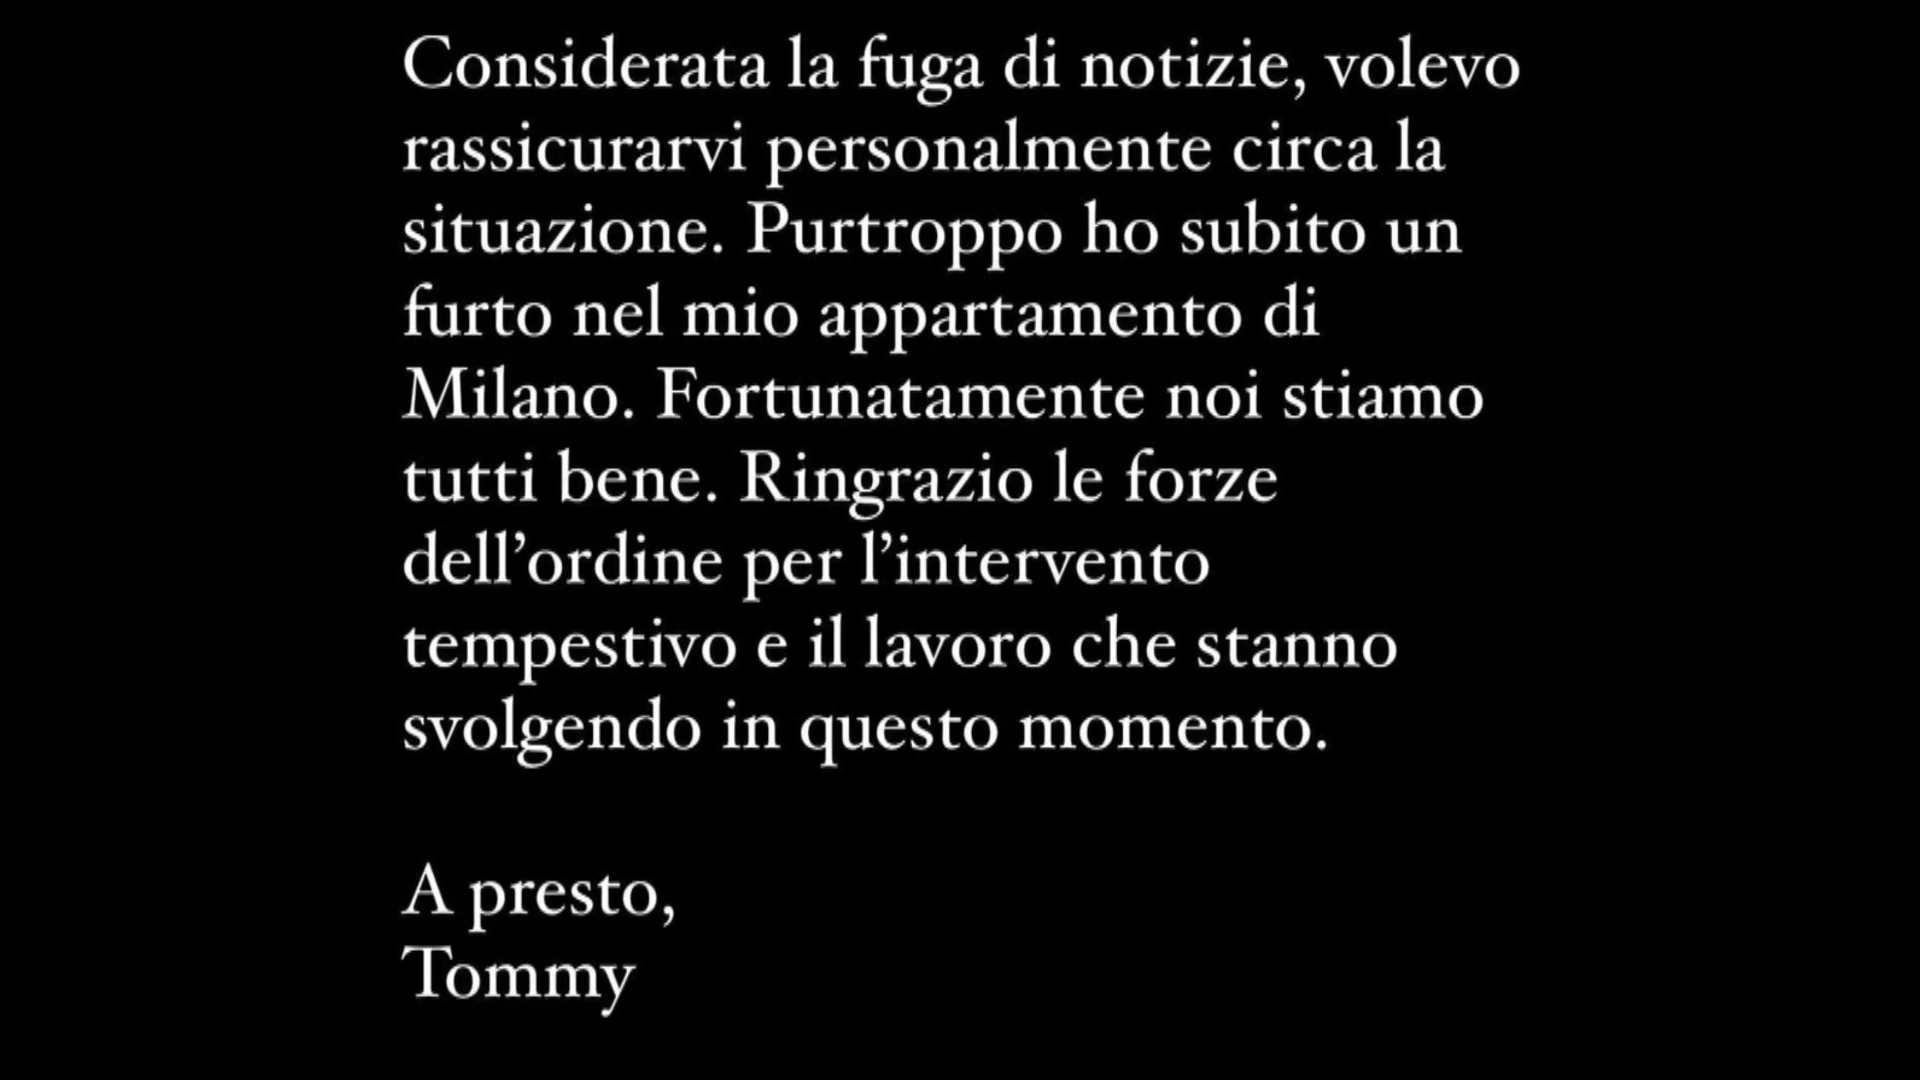 Considerata la fuga di notizie, volevo
rassicurarvi personalmente circa la
situazione. Purtroppo ho subito un
furto nel mio appartamento di
Milano. Fortunatamente noi stiamo
tutti bene. Ringrazio le forze
dell’ordine per l’intervento
tempestivo e il lavoro che stanno
svolgendo in questo momento.
A presto,
Tommy